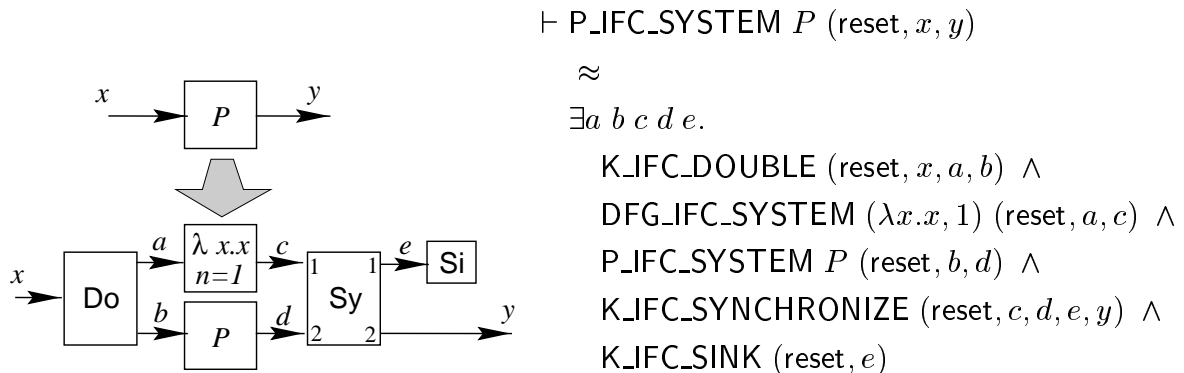 x
P
y
λ x.x
n=1
x
Do
a
b
P
c
d
1
2
Sy
1
2
e
Si
y
⊢ P_IFC_SYSTEM P (reset, x, y)
≈
∃a b c d e.
K_IFC_DOUBLE (reset, x, a, b) ∧
DFG_IFC_SYSTEM (λx.x, 1) (reset, a, c) ∧
P_IFC_SYSTEM P (reset, b, d) ∧
K_IFC_SYNCHRONIZE (reset, c, d, e, y) ∧
K_IFC_SINK (reset, e)